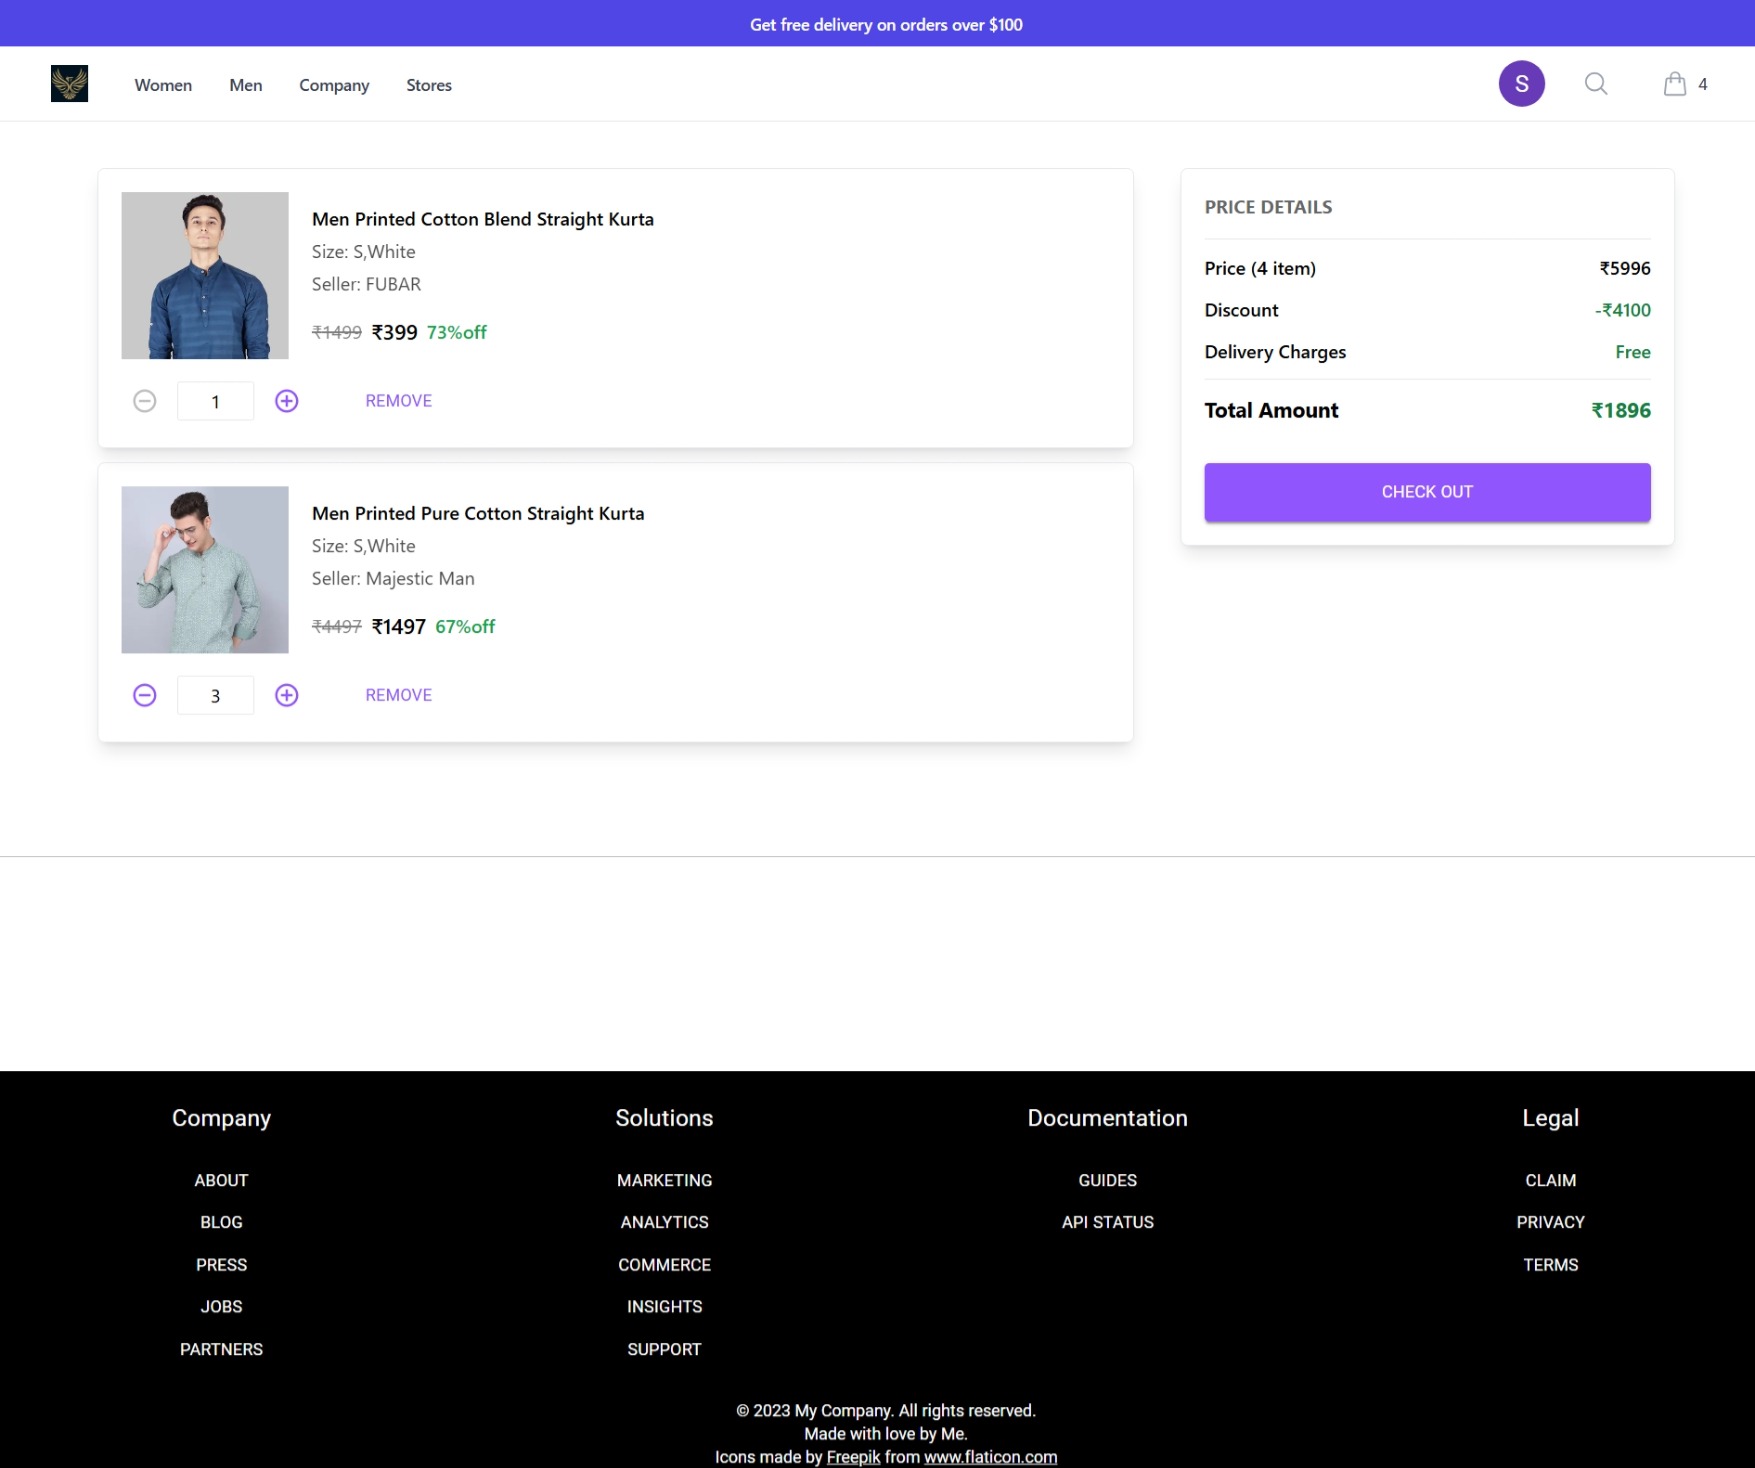 Get free delivery on orders over $100
Women Men Company Stores S 4
Men Printed Cotton Blend Straight Kurta
Size: S,White
Seller: FUBAR
₹1499 ₹399 73%off
1 REMOVE
Men Printed Pure Cotton Straight Kurta
Size: S,White
Seller: Majestic Man
₹4497 ₹1497 67%off
3 REMOVE
PRICE DETAILS
Price (4 item) ₹5996
Discount -₹4100
Delivery Charges Free
Total Amount ₹1896
CHECK OUT
Company
ABOUT
BLOG
PRESS
JOBS
PARTNERS
Solutions
MARKETING
ANALYTICS
COMMERCE
INSIGHTS
SUPPORT
Documentation
GUIDES
API STATUS
Legal
CLAIM
PRIVACY
TERMS
© 2023 My Company. All rights reserved.
Made with love by Me.
Icons made by Freepik from www.flaticon.com